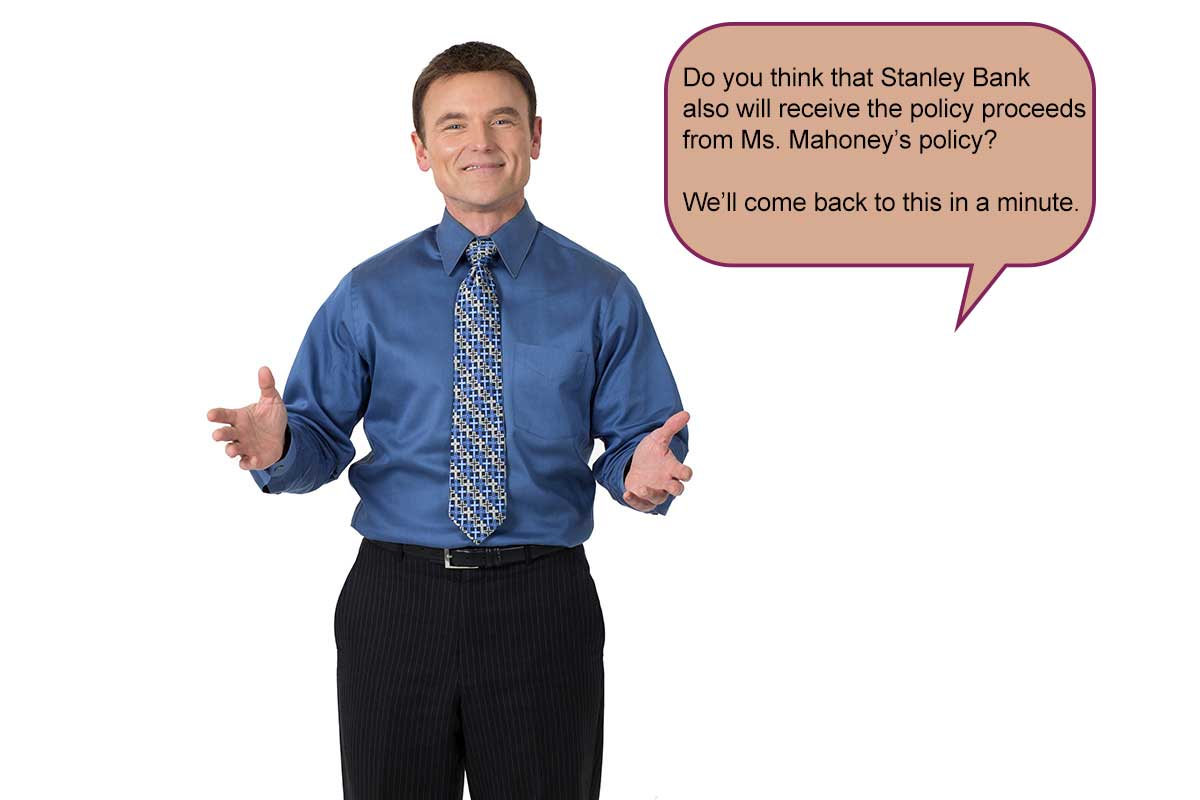 Do you think that Stanley Bank
also will receive the policy proceeds
from Ms. Mahoney’s policy?
We’ll come back to this in a minute.